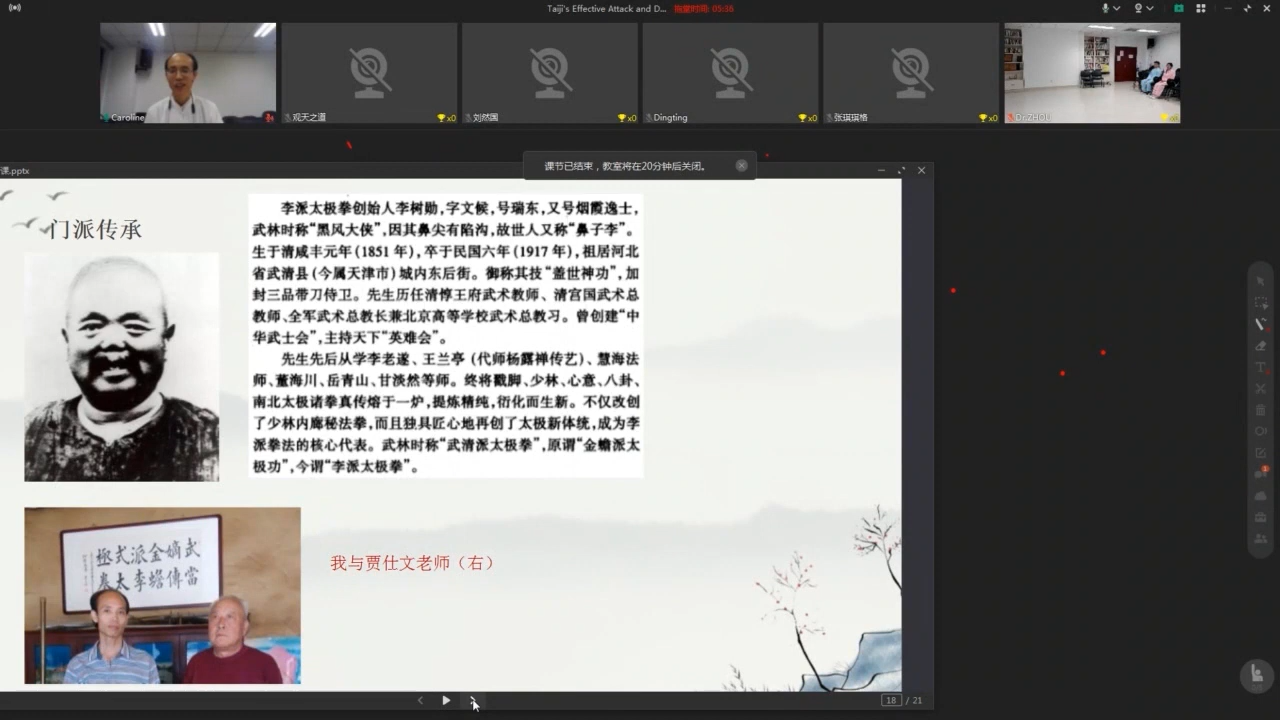 Taiji's Effective Attack and D... 拖堂时间: 05:36
Caroline
观天之道 x0
刘然国 x0
Dingting x0
张琪琪格 x0
Dr.ZHOU
课节已结束，教室将在20分钟后关闭。
课.pptx
门派传承
李派太极拳创始人李树勋,字文候,号瑞东,又号烟霞逸士,
武林时称“黑风大侠”,因其鼻尖有陷沟,故世人又称“鼻子李”。
生于清咸丰元年(1851 年),卒于民国六年(1917 年),祖居河北
省武清县(今属天津市)城内东后街。御称其技“盖世神功”,加
封三品带刀侍卫。先生历任清惇王府武术教师、清宫国武术总
教师、全军武术总教长兼北京高等学校武术总教习。曾创建“中
华武士会”,主持天下“英难会”。
先生先后从学李老遂、王兰亭 (代师杨露禅传艺)、慧海法
师、董海川、岳青山、甘淡然等师。终将戳脚、少林、心意、八卦、
南北太极诸拳真传熔于一炉,提炼精纯,衍化而生新。不仅改创
了少林内廊秘法拳,而且独具匠心地再创了太极新体统,成为李
派拳法的核心代表。武林时称“武清派太极拳”,原谓“金蟾派太
极功”,今谓“李派太极拳”。
極式派金嫡武
拳太李蟾傳當
我与贾仕文老师（右）
18 / 21